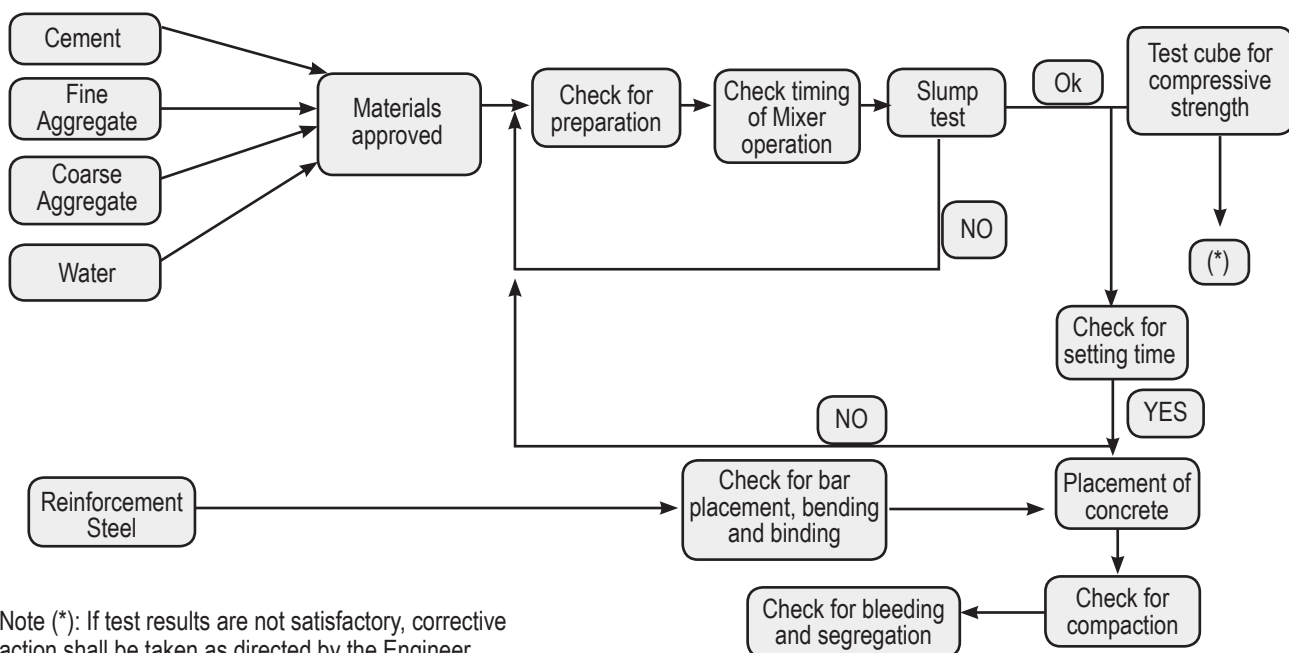 Cement
Fine
Aggregate
Coarse
Aggregate
Water
Materials
approved
Check for
preparation
Check timing
of Mixer
operation
Slump
test
Ok
Test cube for
compressive
strength
NO
(*)
Check for
setting time
YES
NO
Reinforcement
Steel
Check for bar
placement, bending
and binding
Placement of
concrete
Check for
compaction
Check for bleeding
and segregation
Note (*): If test results are not satisfactory, corrective
action shall be taken as directed by the Engineer